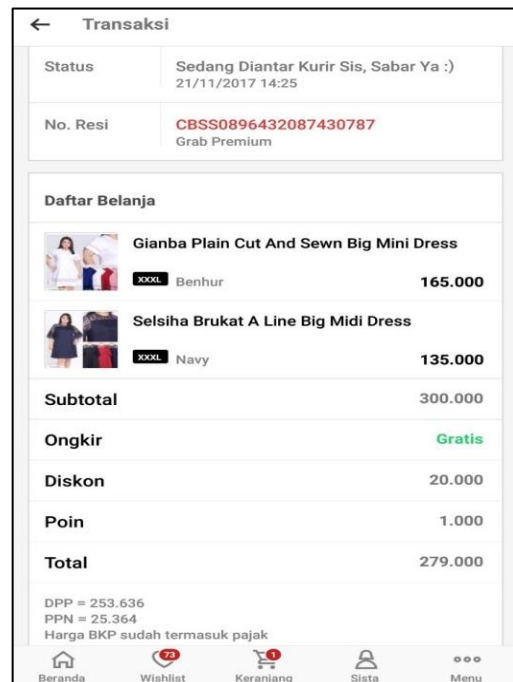 Transaksi
Status Sedang Diantar Kurir Sis, Sabar Ya :)
21/11/2017 14:25
No. Resi CBSS0896432087430787
Grab Premium
Daftar Belanja
Gianba Plain Cut And Sewn Big Mini Dress
XXXL Benhur 165.000
Selsiha Brukat A Line Big Midi Dress
XXXL Navy 135.000
Subtotal 300.000
Ongkir Gratis
Diskon 20.000
Poin 1.000
Total 279.000
DPP = 253.636
PPN = 25.364
Harga BKP sudah termasuk pajak
73 1
Beranda Wishlist Keranjang Sista Menu